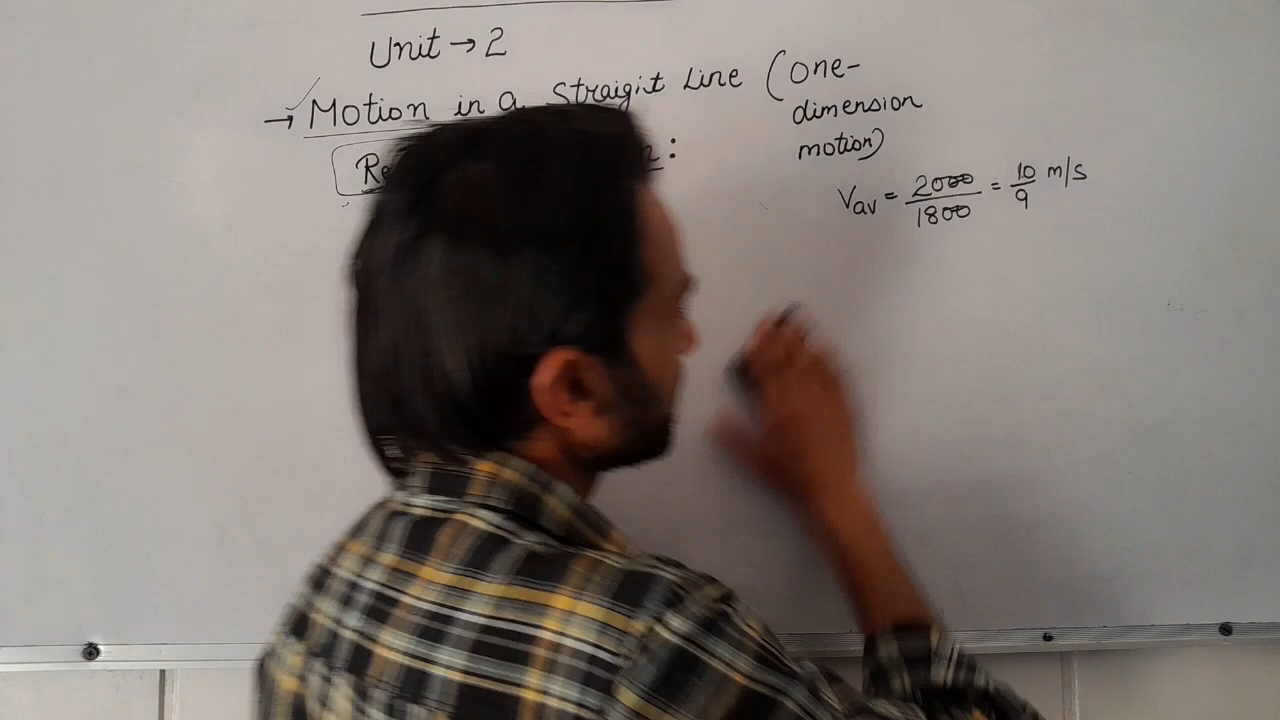 Unit → 2
→ Motion in a Straigit Line (one-
dimension
motion)
:
Vav = 2000/1800 = 10/9 m/s